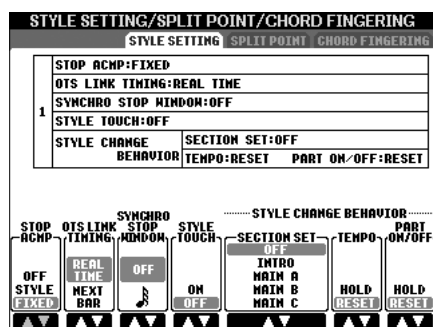 STYLE SETTING/SPLIT POINT/CHORD FINGERING
STYLE SETTING SPLIT POINT CHORD FINGERING
1
STOP ACMP:FIXED
OTS LINK TIMING:REAL TIME
SYNCHRO STOP WINDOW:OFF
STYLE TOUCH:OFF
STYLE CHANGE BEHAVIOR
SECTION SET:OFF
TEMPO:RESET PART ON/OFF:RESET
STYLE CHANGE BEHAVIOR
STOP ACMP
OFF
STYLE
FIXED
OTS LINK TIMING
REAL TIME
NEXT BAR
SYNCHRO STOP WINDOW
OFF
STYLE TOUCH
ON
OFF
SECTION SET
OFF
INTRO
MAIN A
MAIN B
MAIN C
TEMPO
HOLD
RESET
PART ON/OFF
HOLD
RESET